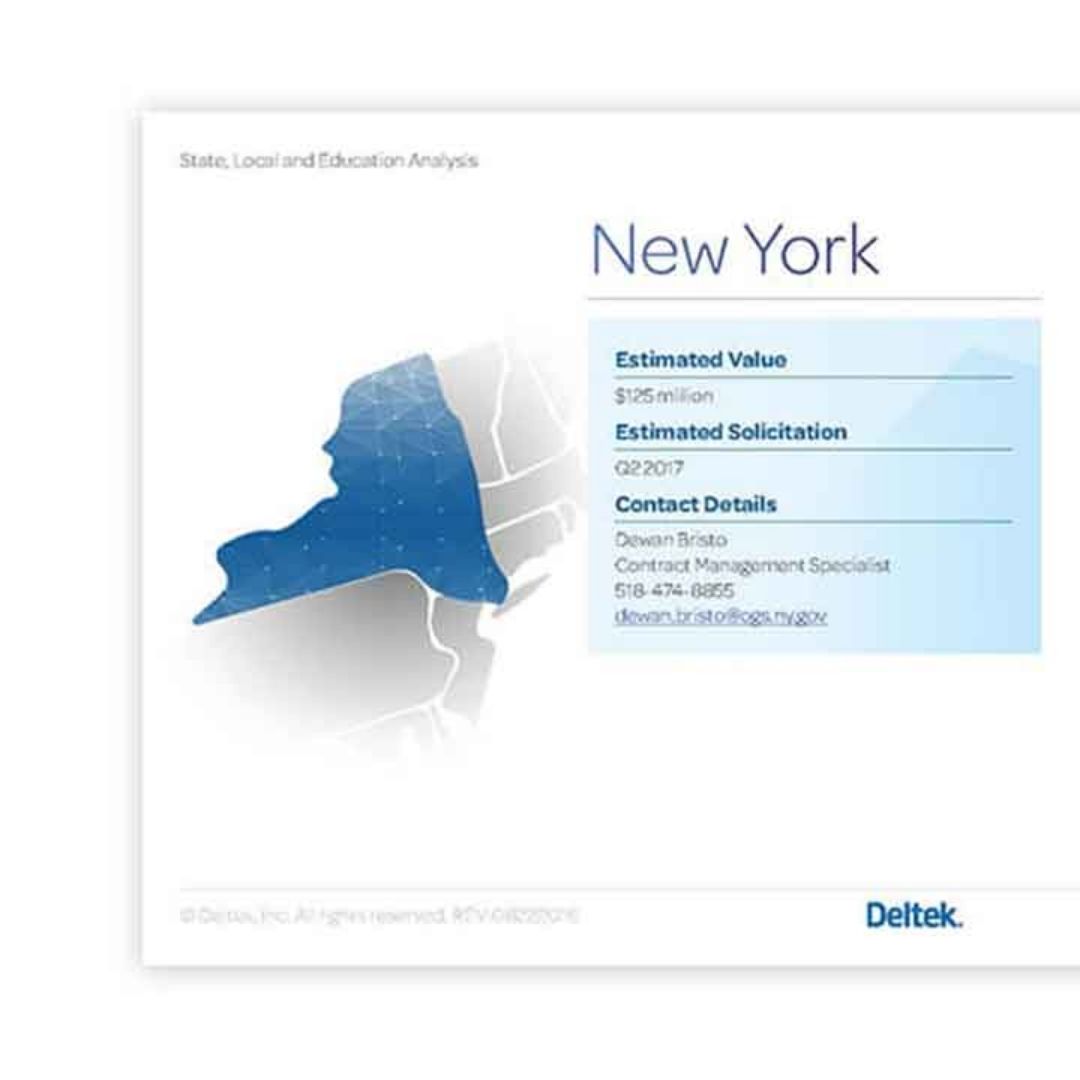 State, Local and Education Analysis
New York
Estimated Value
$125 million
Estimated Solicitation
Q2 2017
Contact Details
Dewan Bristo
Contract Management Specialist
518-474-8855
dewan.bristo@ogs.ny.gov
© Deltek, Inc. All rights reserved. REV
Deltek.